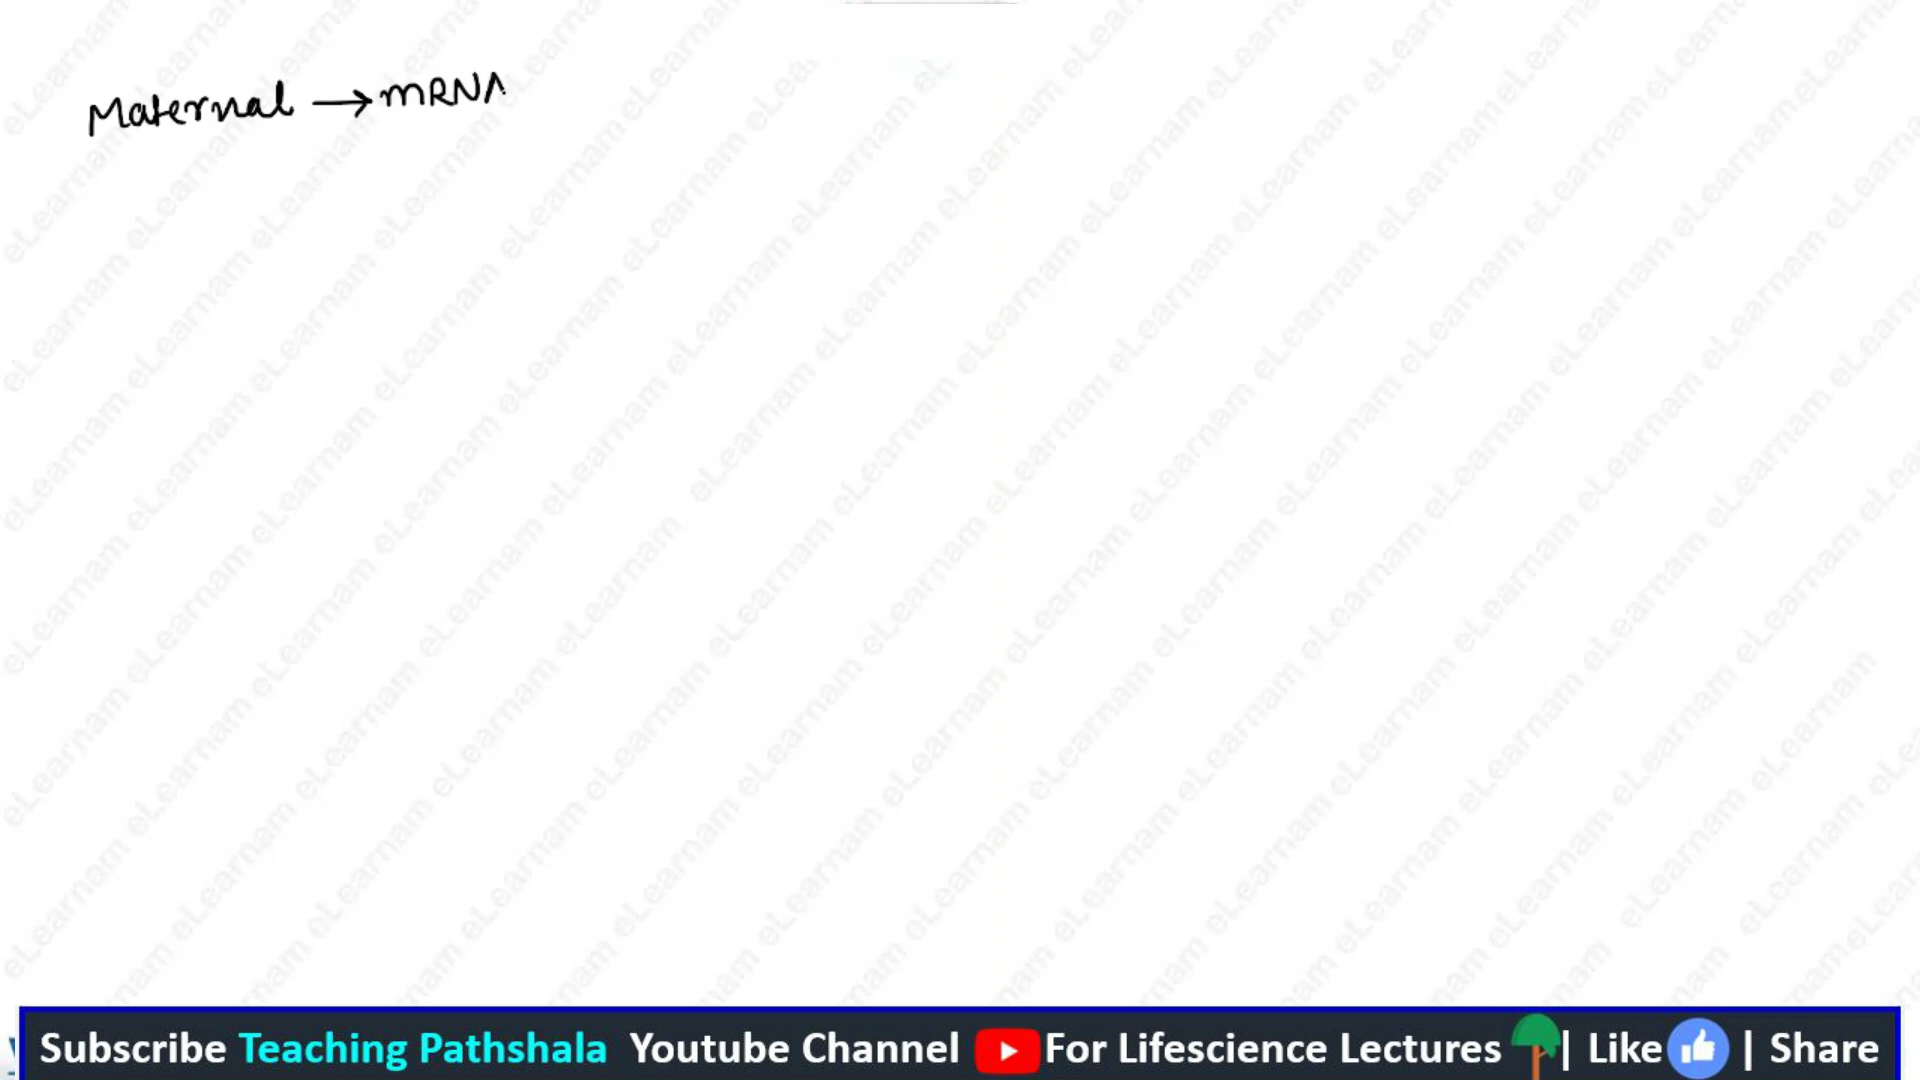 Maternal → mRNA
Subscribe Teaching Pathshala Youtube Channel For Lifescience Lectures | Like | Share